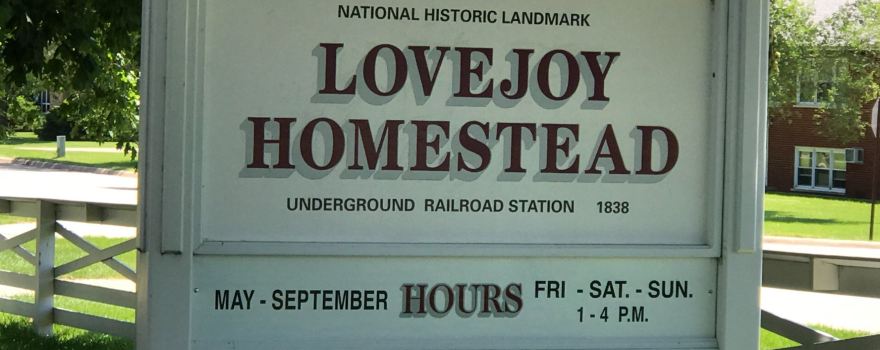 NATIONAL HISTORIC LANDMARK
LOVEJOY
HOMESTEAD
UNDERGROUND RAILROAD STATION 1838
MAY - SEPTEMBER HOURS FRI - SAT. - SUN.
1 - 4 P.M.